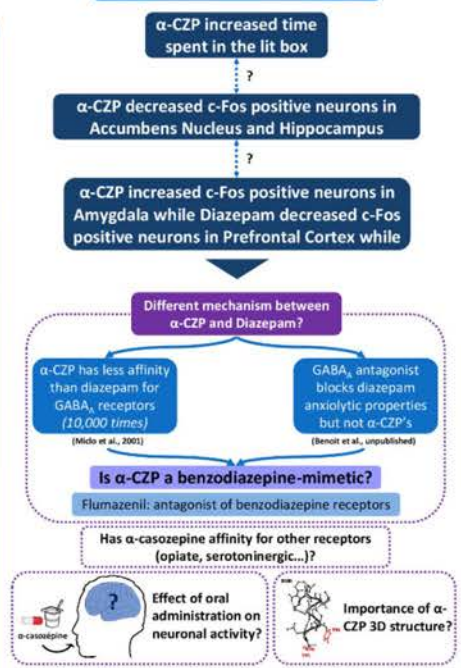 α-CZP increased time
spent in the lit box
?
α-CZP decreased c-Fos positive neurons in
Accumbens Nucleus and Hippocampus
?
α-CZP increased c-Fos positive neurons in
Amygdala while Diazepam decreased c-Fos
positive neurons in Prefrontal Cortex while
Different mechanism between
α-CZP and Diazepam?
α-CZP has less affinity
than diazepam for
GABAA receptors
(10,000 times)
(Miclo et al., 2001)
GABAA antagonist
blocks diazepam
anxiolytic properties
but not α-CZP's
(Benoit et al., unpublished)
Is α-CZP a benzodiazepine-mimetic?
Flumazenil: antagonist of benzodiazepine receptors
Has α-casozepine affinity for other receptors
(opiate, serotoninergic...)?
α-casozépine
?
Effect of oral
administration on
neuronal activity?
Importance of α-
CZP 3D structure?